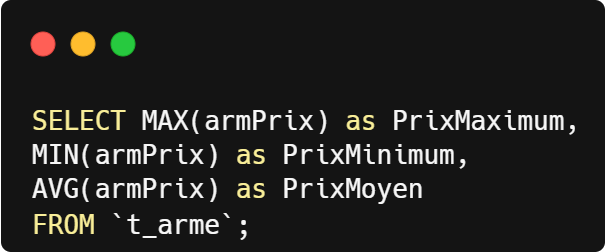 SELECT MAX(armPrix) as PrixMaximum,
MIN(armPrix) as PrixMinimum,
AVG(armPrix) as PrixMoyen
FROM `t_arme`;